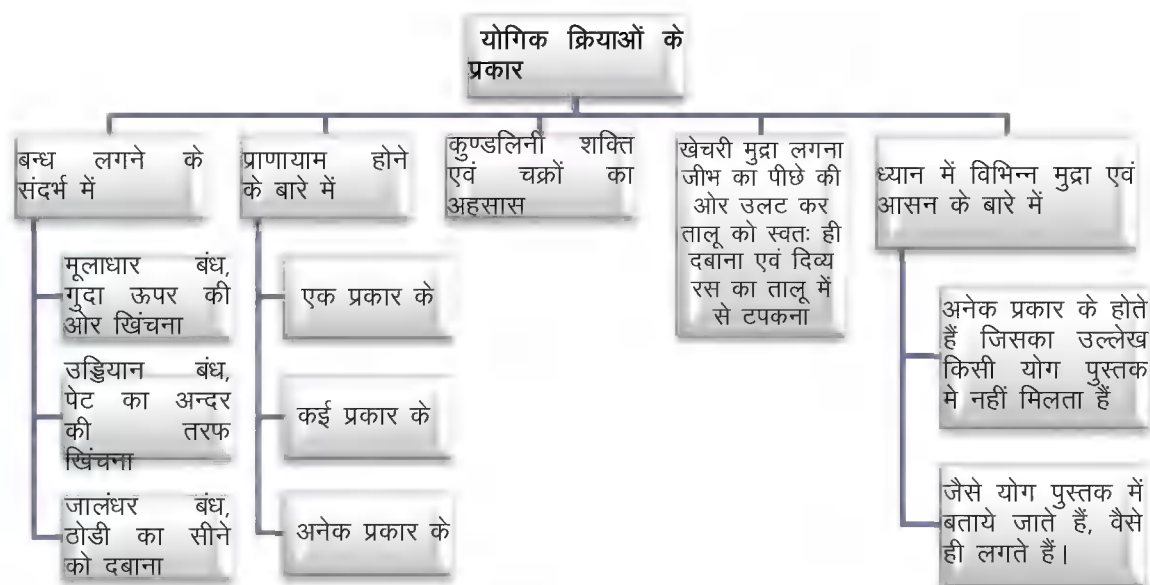 योगिक क्रियाओं के
प्रकार
बन्ध लगने के
संदर्भ में
मूलाधार बंध,
गुदा ऊपर की
ओर खिंचना
उड्डियान बंध,
पेट का अन्दर
की तरफ
खिंचना
जालंधर बंध,
ठोडी का सीने
को दबाना
प्राणायाम होने
के बारे में
एक प्रकार के
कई प्रकार के
अनेक प्रकार के
कुण्डलिनी शक्ति
एवं चक्रों का
अहसास
खेचरी मुद्रा लगना
जीभ का पीछे की
ओर उलट कर
तालू को स्वतः ही
दबाना एवं दिव्य
रस का तालू में
से टपकना
ध्यान में विभिन्न मुद्रा एवं
आसन के बारे में
अनेक प्रकार के होते
हैं जिसका उल्लेख
किसी योग पुस्तक
मे नहीं मिलता हैं
जैसे योग पुस्तक में
बताये जाते हैं, वैसे
ही लगते हैं।